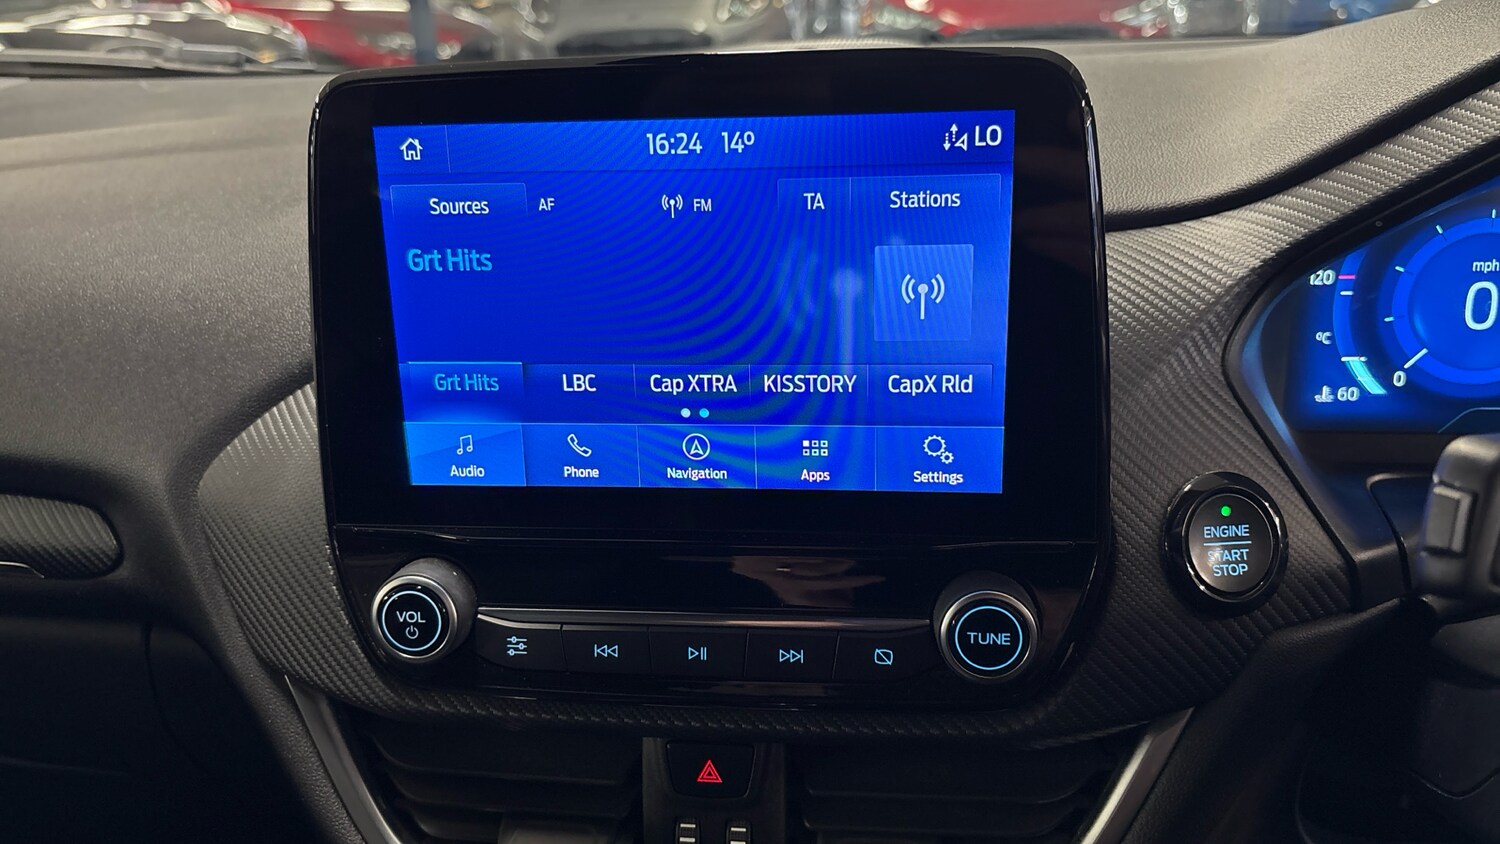 16:24 14º LO
Sources AF FM TA Stations
Grt Hits
Grt Hits LBC Cap XTRA KISSTORY CapX Rld
Audio Phone Navigation Apps Settings
VOL
TUNE
ENGINE
START
STOP
mph
120
0
°C
0
60